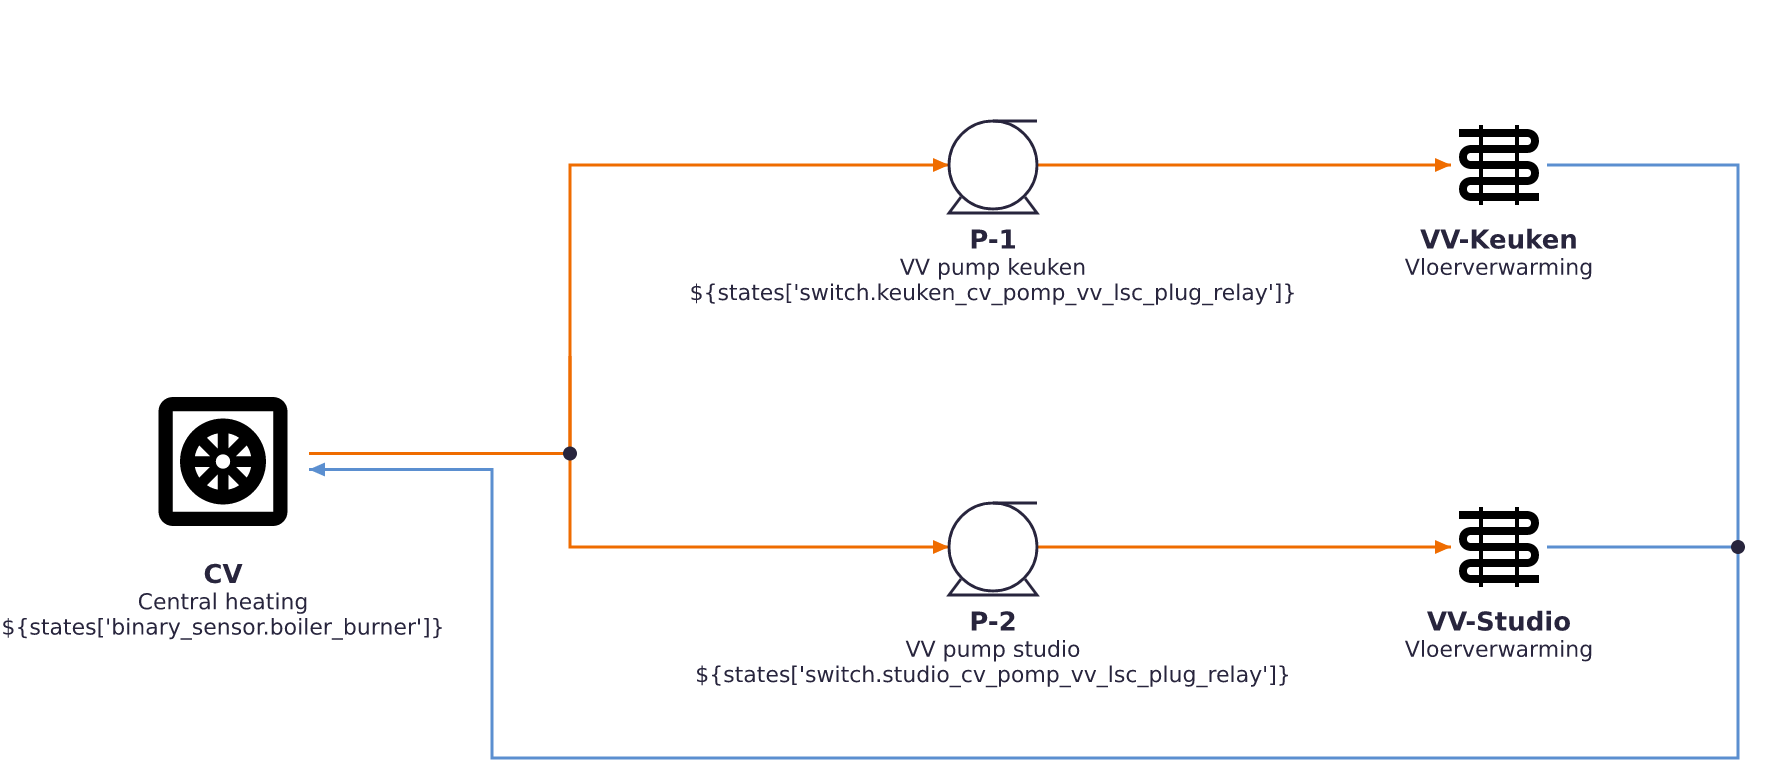 P-1
VV pump keuken
${states['switch.keuken_cv_pomp_vv_lsc_plug_relay']}
VV-Keuken
Vloerverwarming
CV
Central heating
${states['binary_sensor.boiler_burner']}
P-2
VV pump studio
${states['switch.studio_cv_pomp_vv_lsc_plug_relay']}
VV-Studio
Vloerverwarming